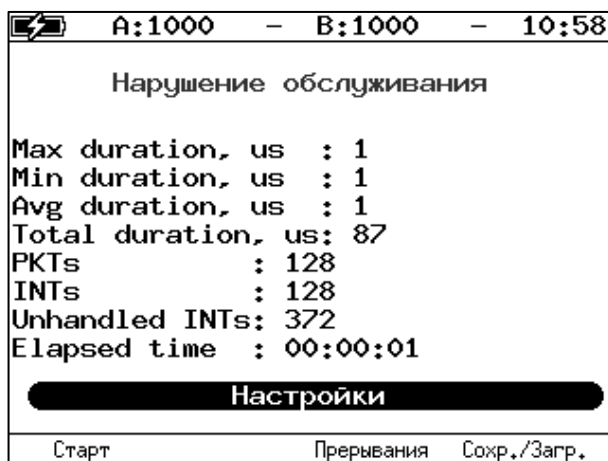 A:1000 – B:1000 – 10:58
Нарушение обслуживания
Max duration, us : 1
Min duration, us : 1
Avg duration, us : 1
Total duration, us: 87
PKTs : 128
INTs : 128
Unhandled INTs: 372
Elapsed time : 00:00:01
Настройки
Старт Прерывания Сохр./Загр.